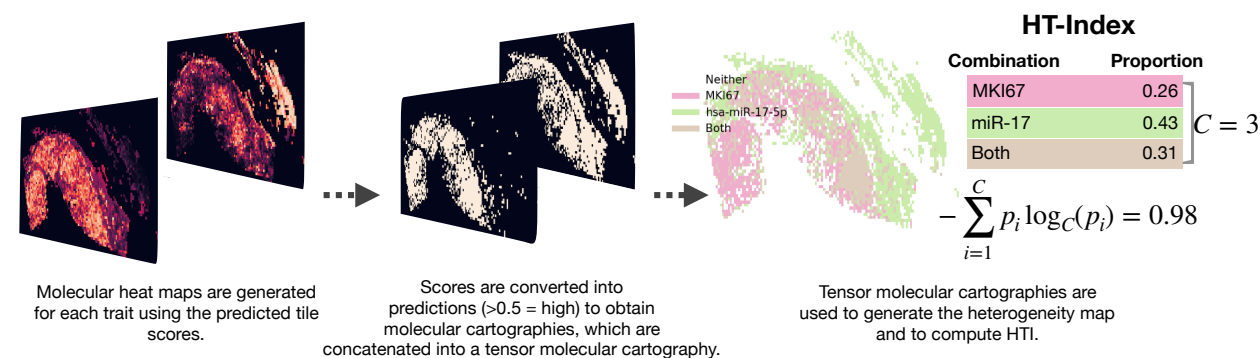 HT-Index
Combination Proportion
MKI67 0.26
miR-17 0.43
Both 0.31
C = 3
Neither
MKI67
hsa-miR-17-5p
Both
− ∑ᵢ₌₁ᶜ pᵢ log_C(pᵢ) = 0.98
Molecular heat maps are generated
for each trait using the predicted tile
scores.
Scores are converted into
predictions (>0.5 = high) to obtain
molecular cartographies, which are
concatenated into a tensor molecular cartography.
Tensor molecular cartographies are
used to generate the heterogeneity map
and to compute HTI.